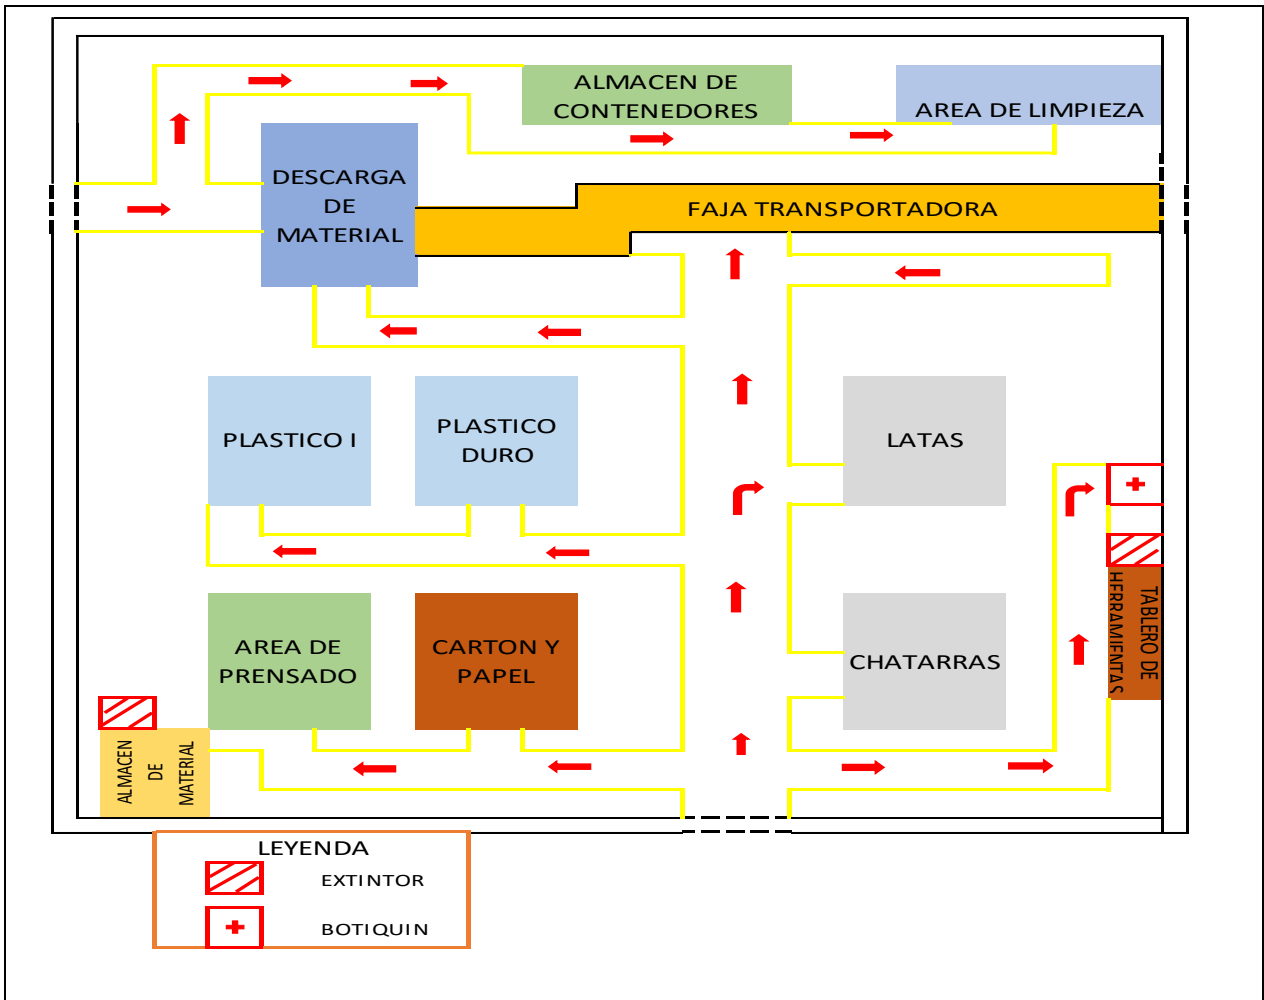 ALMACEN DE
CONTENEDORES
AREA DE LIMPIEZA
DESCARGA
DE
MATERIAL
FAJA TRANSPORTADORA
PLASTICO I
PLASTICO
DURO
LATAS
AREA DE
PRENSADO
CARTON Y
PAPEL
CHATARRAS
TABLERO DE
HERRAMIENTAS
ALMACEN
DE
MATERIAL
LEYENDA
EXTINTOR
BOTIQUIN